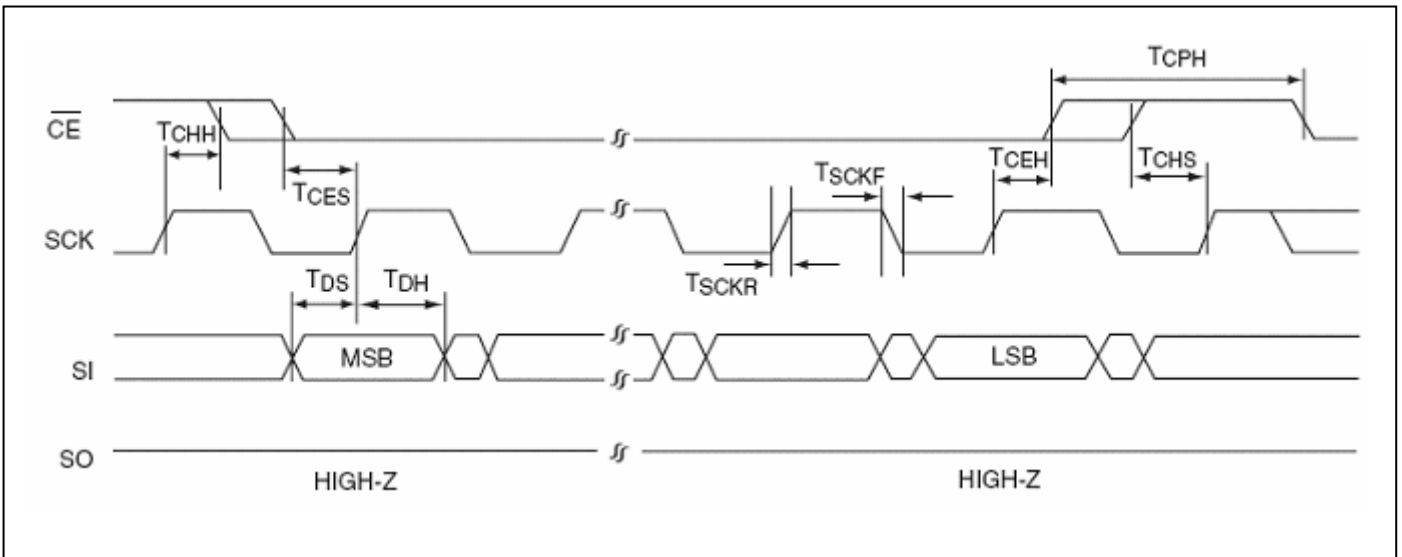 TCPH
CE
TCHH
TCEH
TCHS
TSCKF
TCES
SCK
TSCKR
TDS
TDH
SI
MSB
LSB
SO
HIGH-Z
HIGH-Z